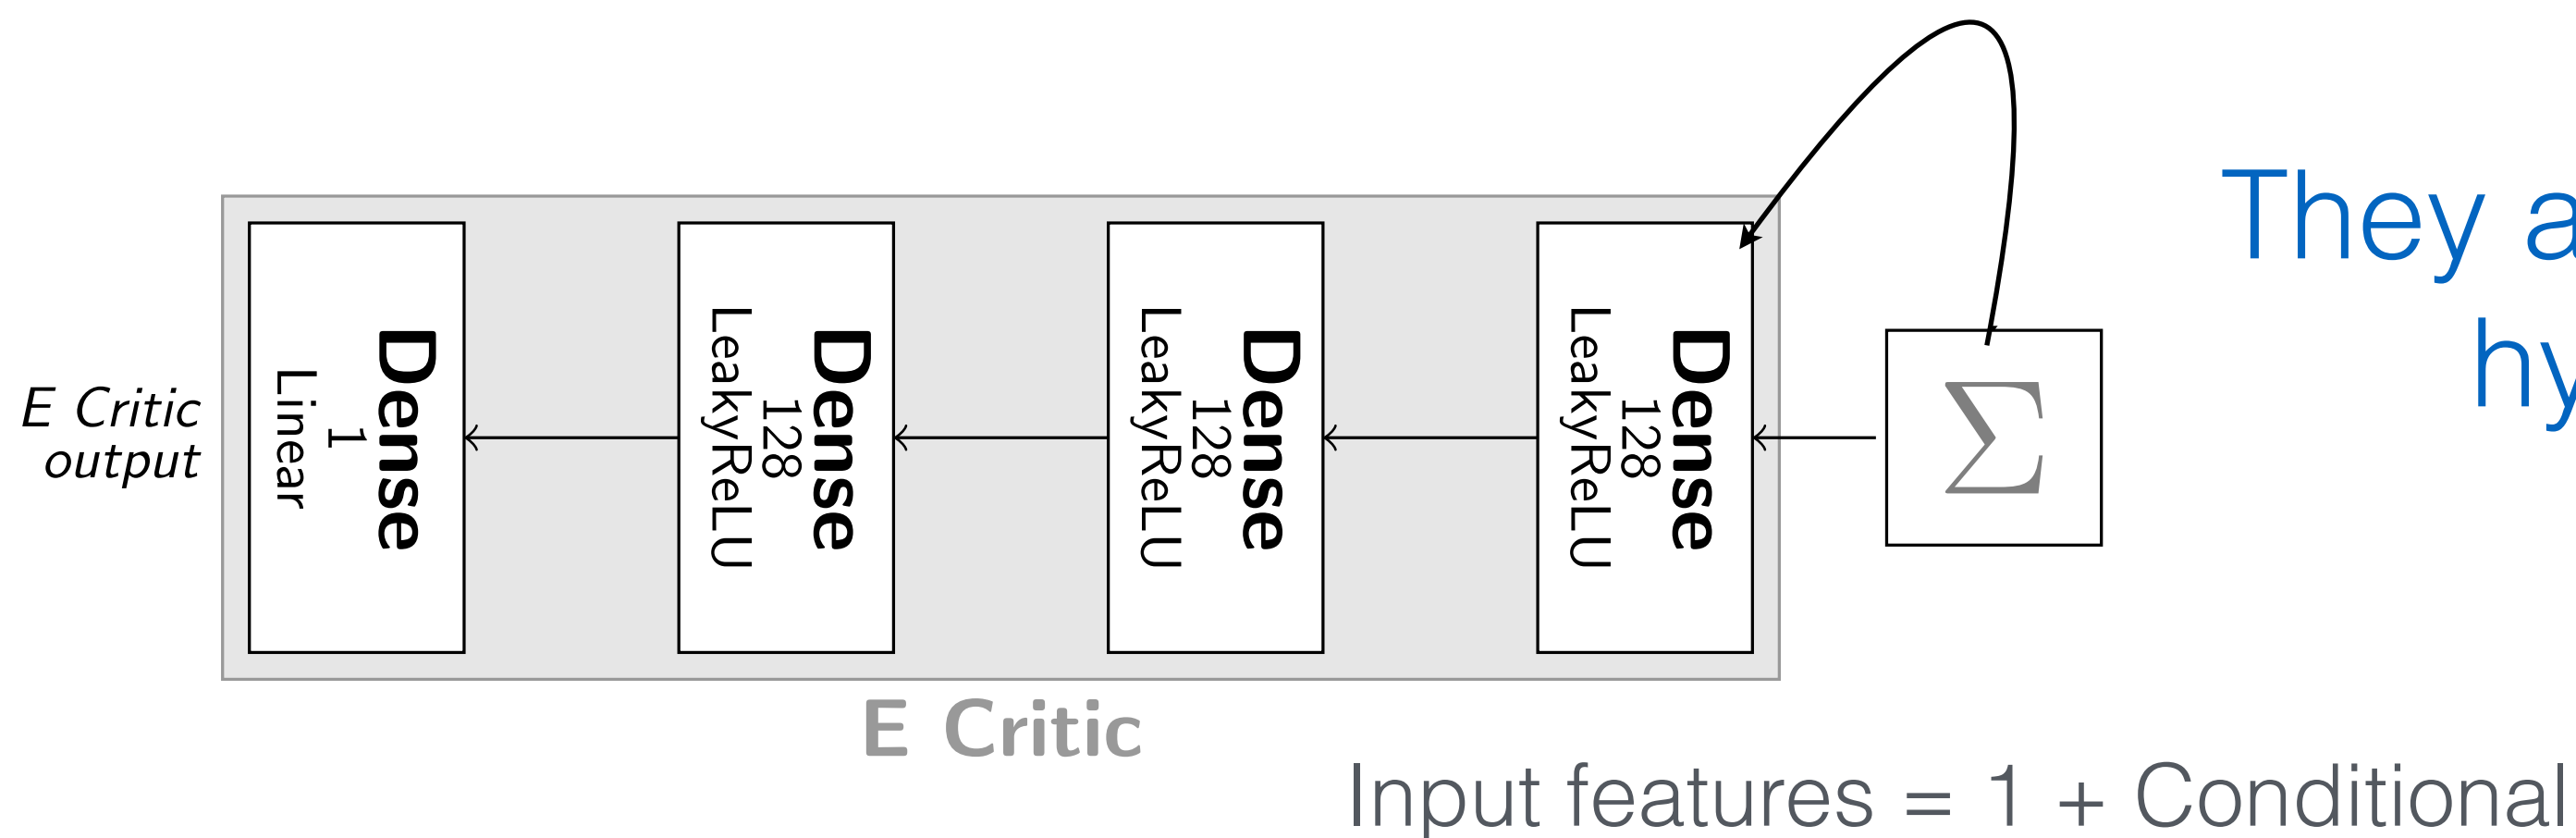 They a
hy
E Critic
output
Dense
1
Linear
Dense
128
LeakyReLU
Dense
128
LeakyReLU
Dense
128
LeakyReLU
Σ
E Critic
Input features = 1 + Conditional